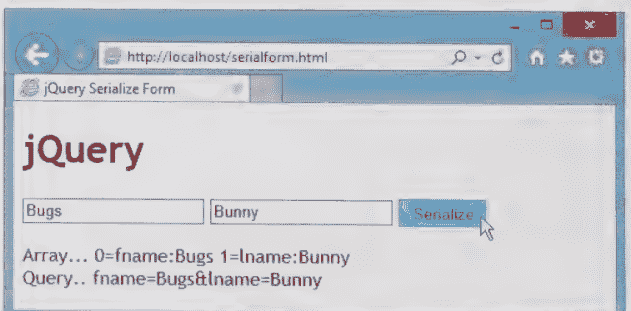 http://localhost/serialform.html
jQuery Serialize Form
jQuery
Bugs Bunny Serialize
Array... 0=fname:Bugs 1=lname:Bunny
Query.. fname=Bugs&lname=Bunny